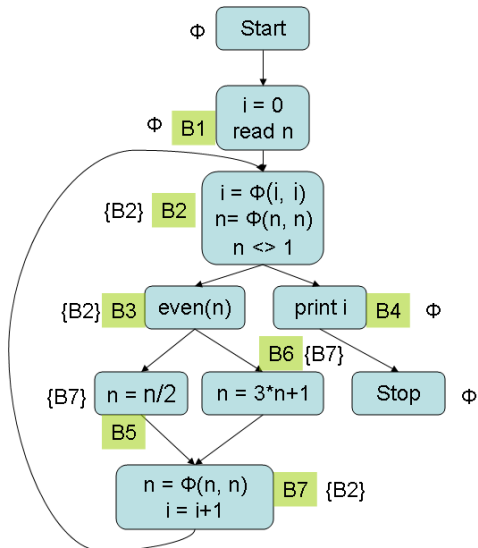 Φ Start
i = 0
read n
Φ B1
i = Φ(i, i)
n= Φ(n, n)
n <> 1
{B2} B2
{B2} B3 even(n) print i B4 Φ
B6 {B7}
{B7} n = n/2 n = 3*n+1 Stop Φ
B5
n = Φ(n, n)
i = i+1
B7 {B2}